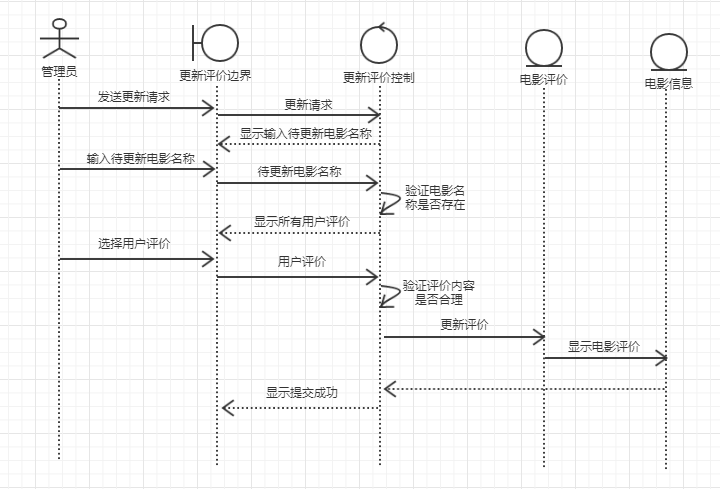 管理员
更新评价边界
更新评价控制
电影评价
电影信息
发送更新请求
更新请求
显示输入待更新电影名称
输入待更新电影名称
待更新电影名称
验证电影名
称是否存在
显示所有用户评价
选择用户评价
用户评价
验证评价内容
是否合理
更新评价
显示电影评价
显示提交成功